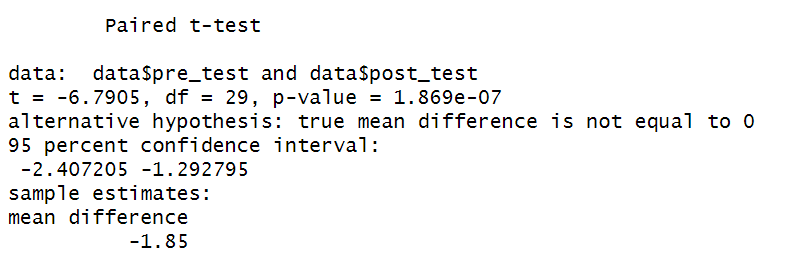 Paired t-test
data:  data$pre_test and data$post_test
t = -6.7905, df = 29, p-value = 1.869e-07
alternative hypothesis: true mean difference is not equal to 0
95 percent confidence interval:
 -2.407205 -1.292795
sample estimates:
mean difference
          -1.85